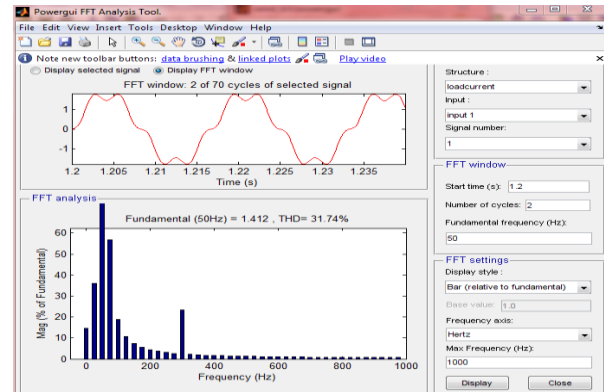 Powergui FFT Analysis Tool.
File Edit View Insert Tools Desktop Window Help
Note new toolbar buttons: data brushing & linked plots Play video
Display selected signal Display FFT window
FFT window: 2 of 70 cycles of selected signal
1
0
-1
1.2 1.205 1.21 1.215 1.22 1.225 1.23 1.235
Time (s)
FFT analysis
Fundamental (50Hz) = 1.412 , THD= 31.74%
Mag (% of Fundamental)
60
50
40
30
20
10
0
0 200 400 600 800 1000
Frequency (Hz)
Structure :
loadcurrent
Input :
input 1
Signal number:
1
FFT window
Start time (s): 1.2
Number of cycles: 2
Fundamental frequency (Hz):
50
FFT settings
Display style :
Bar (relative to fundamental)
Base value: 1.0
Frequency axis:
Hertz
Max Frequency (Hz):
1000
Display Close